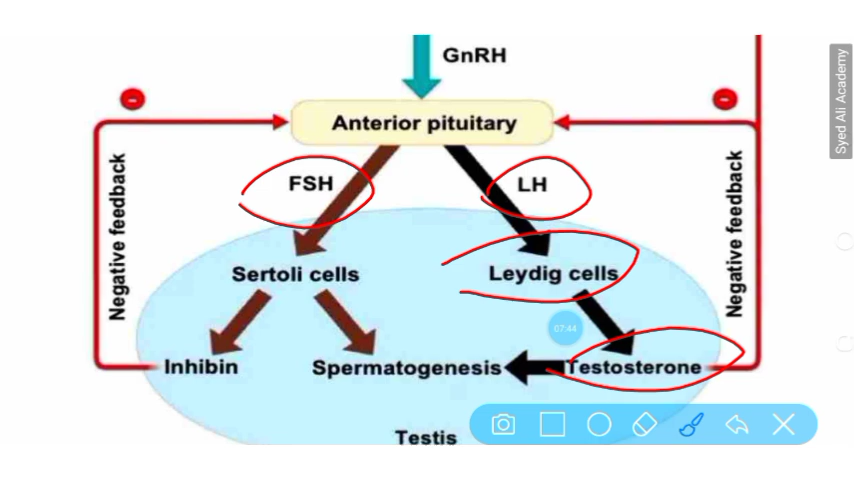 GnRH
Anterior pituitary
FSH
LH
Negative feedback
Negative feedback
Sertoli cells
Leydig cells
07:44
Inhibin
Spermatogenesis
Testosterone
Testis
Syed Ali Academy